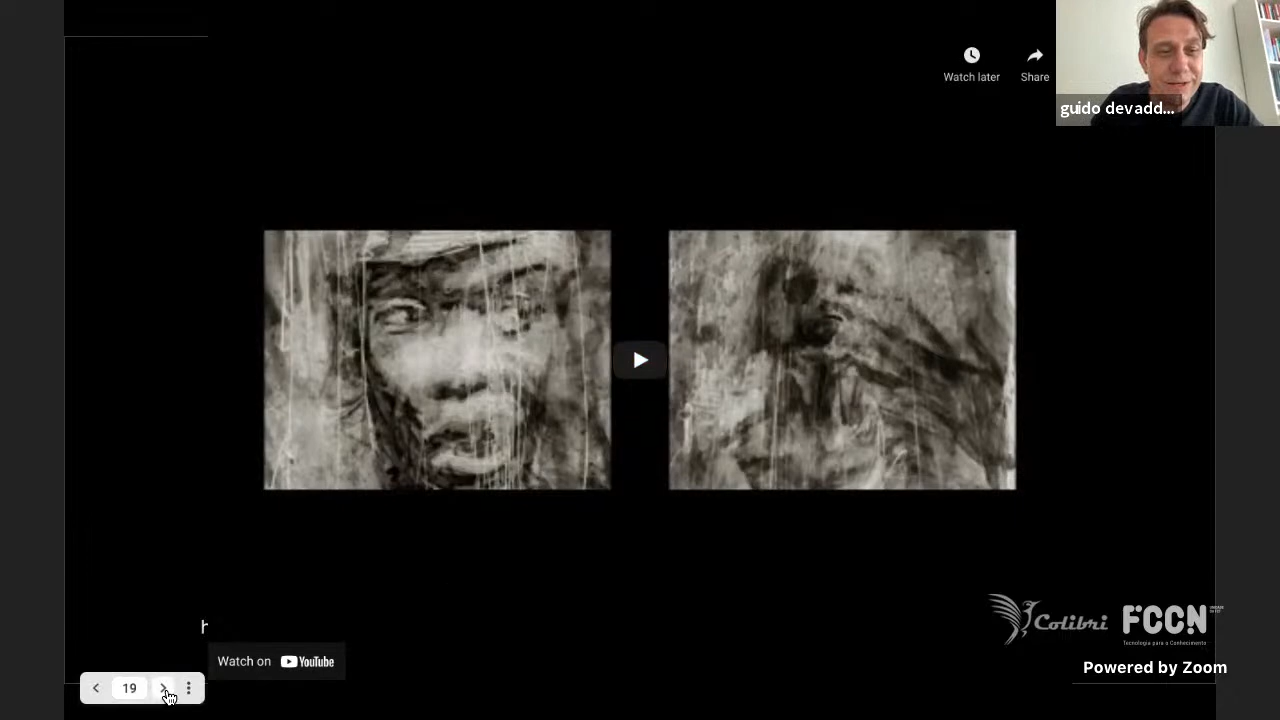 Watch later
Share
guido devadd...
h
Watch on YouTube
19
Colibri
FCCN
Tecnologia para o Conhecimento
Powered by Zoom